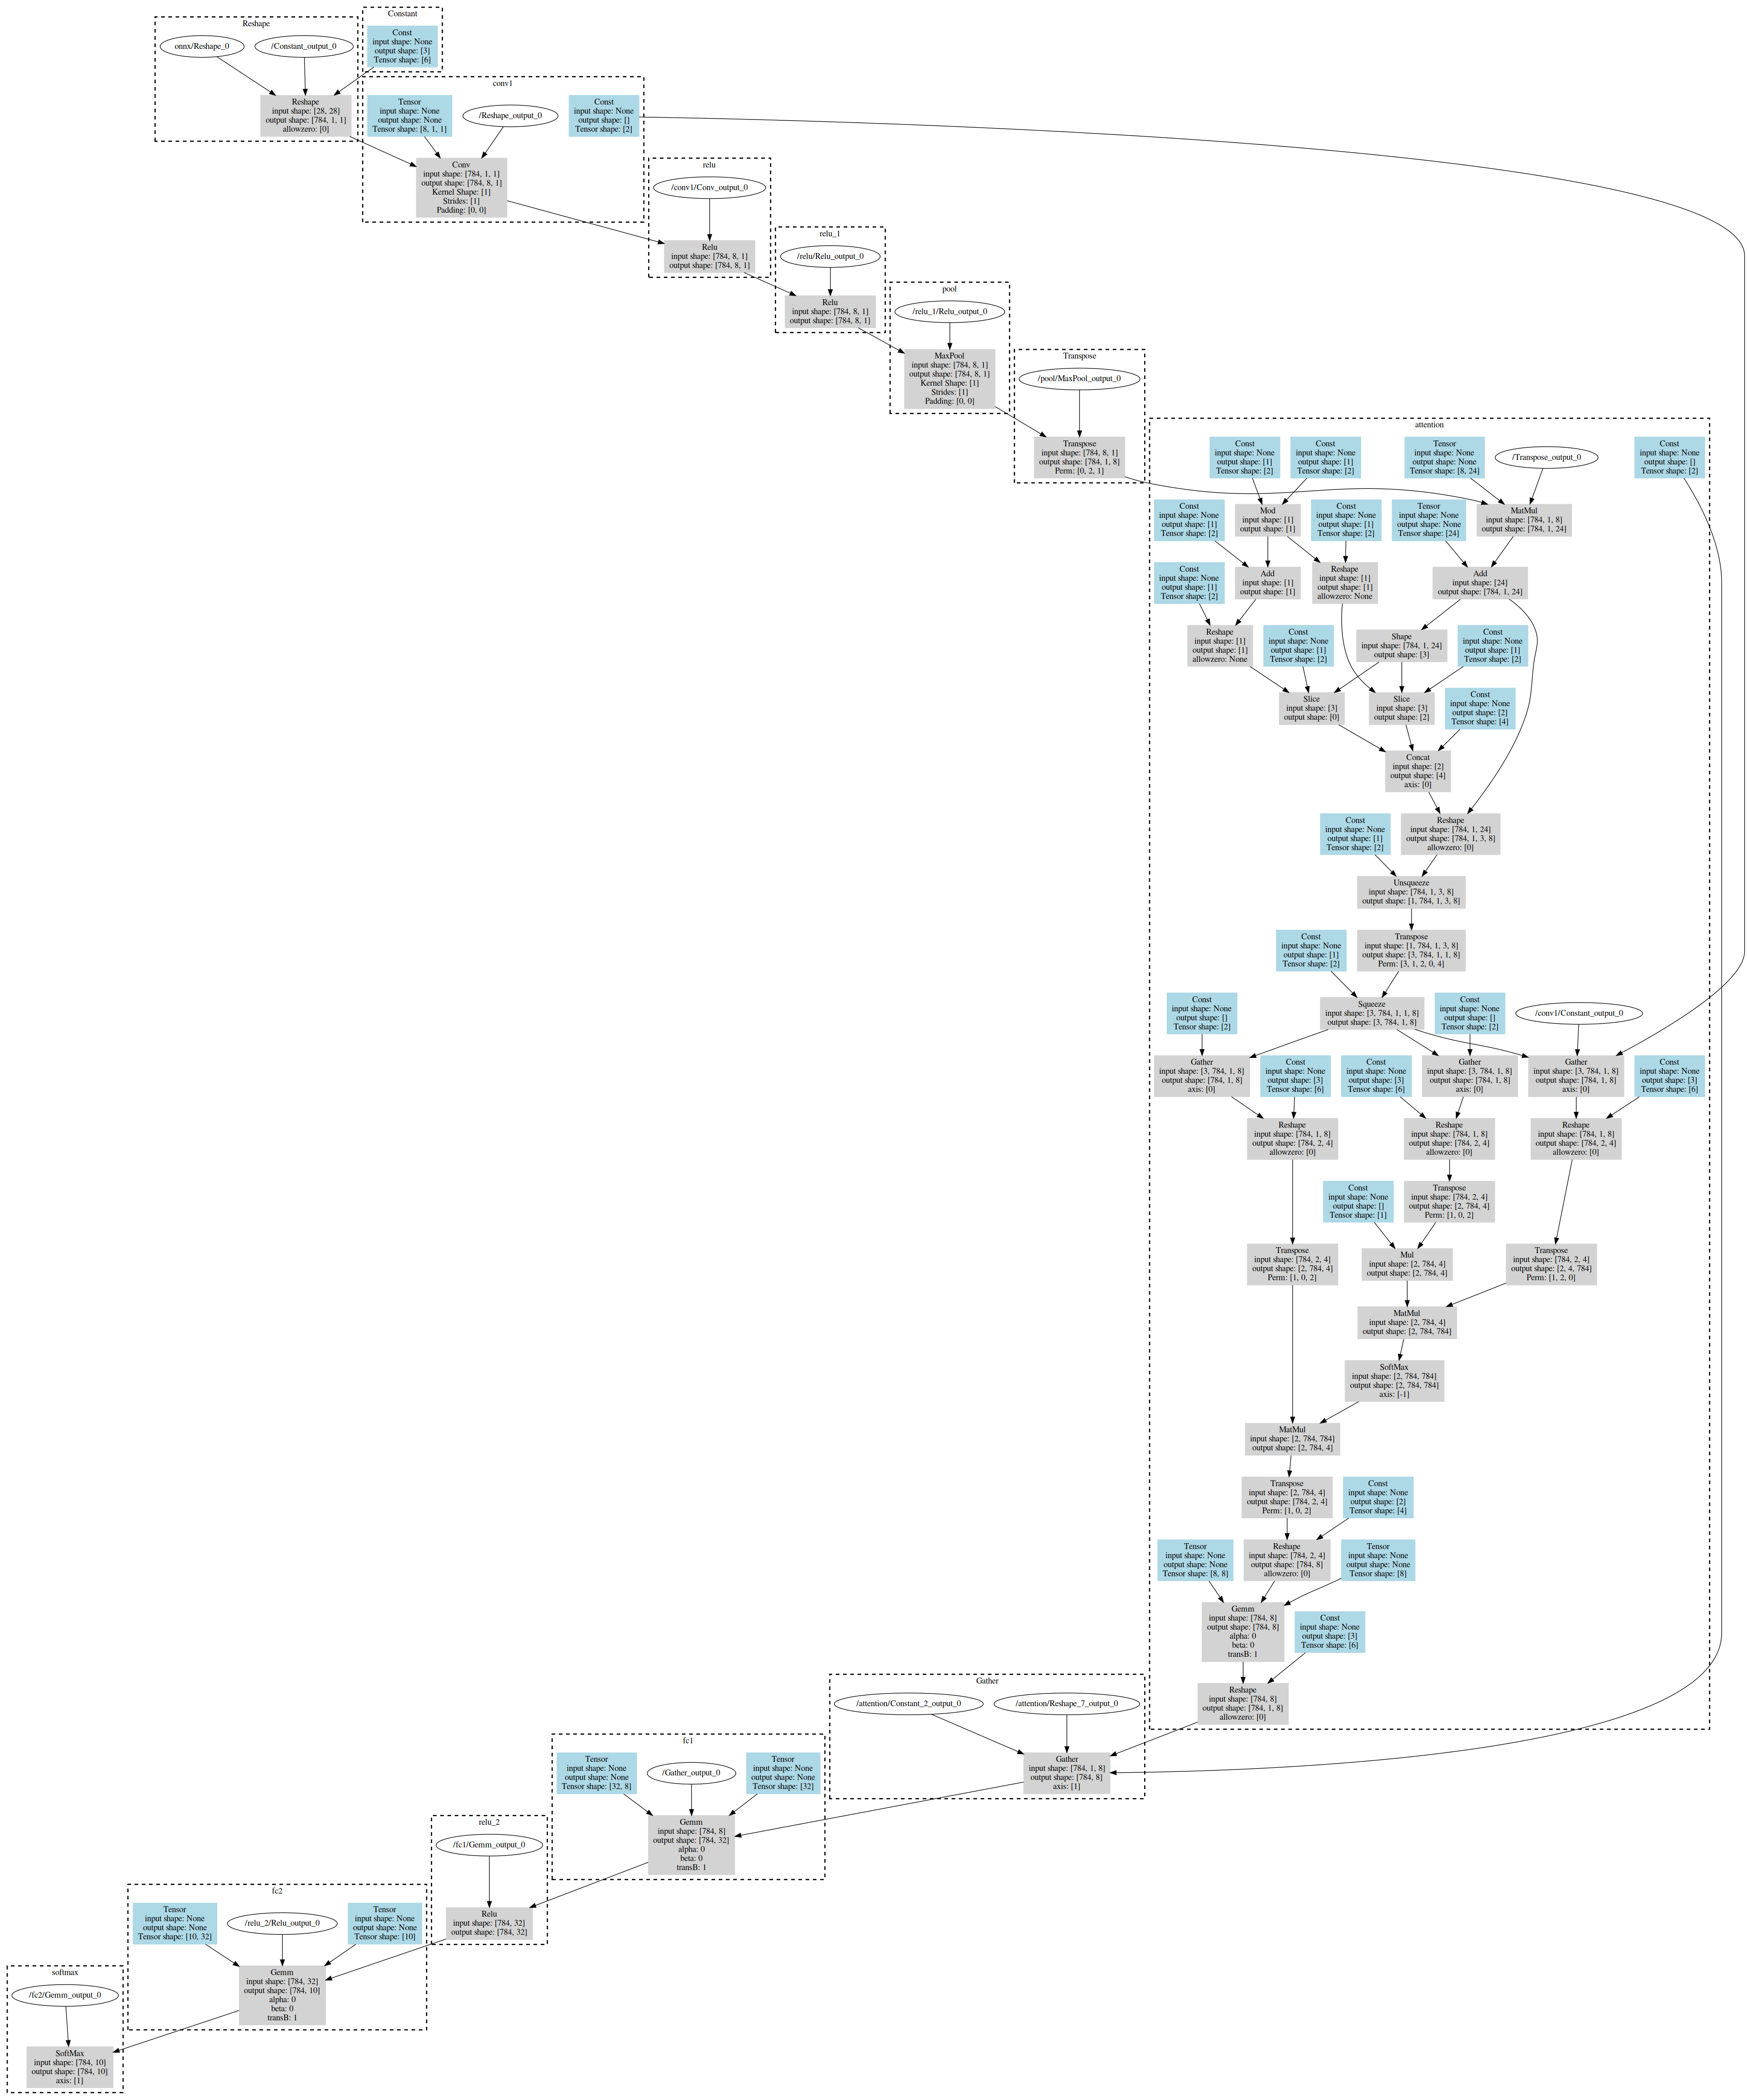 Reshape
onnx/Reshape_0
/Constant_output_0
Reshape
input shape: [28, 28]
output shape: [784, 1, 1]
allowzero: [0]
Constant
Const
input shape: None
output shape: [3]
Tensor shape: [6]
conv1
Tensor
input shape: None
output shape: None
Tensor shape: [8, 1, 1]
/Reshape_output_0
Const
input shape: None
output shape: []
Tensor shape: [2]
Conv
input shape: [784, 1, 1]
output shape: [784, 8, 1]
Kernel Shape: [1]
Strides: [1]
Padding: [0, 0]
relu
/conv1/Conv_output_0
Relu
input shape: [784, 8, 1]
output shape: [784, 8, 1]
relu_1
/relu/Relu_output_0
Relu
input shape: [784, 8, 1]
output shape: [784, 8, 1]
pool
/relu_1/Relu_output_0
MaxPool
input shape: [784, 8, 1]
output shape: [784, 8, 1]
Kernel Shape: [1]
Strides: [1]
Padding: [0, 0]
Transpose
/pool/MaxPool_output_0
Transpose
input shape: [784, 8, 1]
output shape: [784, 1, 8]
Perm: [0, 2, 1]
attention
Const
input shape: None
output shape: [1]
Tensor shape: [2]
Const
input shape: None
output shape: [1]
Tensor shape: [2]
Tensor
input shape: None
output shape: None
Tensor shape: [8, 24]
/Transpose_output_0
Const
input shape: None
output shape: []
Tensor shape: [2]
Const
input shape: None
output shape: [1]
Tensor shape: [2]
Mod
input shape: [1]
output shape: [1]
Const
input shape: None
output shape: [1]
Tensor shape: [2]
Tensor
input shape: None
output shape: None
Tensor shape: [24]
MatMul
input shape: [784, 1, 8]
output shape: [784, 1, 24]
Const
input shape: None
output shape: [1]
Tensor shape: [2]
Add
input shape: [1]
output shape: [1]
Reshape
input shape: [1]
output shape: [1]
allowzero: None
Add
input shape: [24]
output shape: [784, 1, 24]
Reshape
input shape: [1]
output shape: [1]
allowzero: None
Const
input shape: None
output shape: [1]
Tensor shape: [2]
Shape
input shape: [784, 1, 24]
output shape: [3]
Const
input shape: None
output shape: [1]
Tensor shape: [2]
Slice
input shape: [3]
output shape: [0]
Slice
input shape: [3]
output shape: [2]
Const
input shape: None
output shape: [2]
Tensor shape: [4]
Concat
input shape: [2]
output shape: [4]
axis: [0]
Const
input shape: None
output shape: [1]
Tensor shape: [2]
Reshape
input shape: [784, 1, 24]
output shape: [784, 1, 3, 8]
allowzero: [0]
Unsqueeze
input shape: [784, 1, 3, 8]
output shape: [1, 784, 1, 3, 8]
Const
input shape: None
output shape: [1]
Tensor shape: [2]
Transpose
input shape: [1, 784, 1, 3, 8]
output shape: [3, 784, 1, 1, 8]
Perm: [3, 1, 2, 0, 4]
Const
input shape: None
output shape: []
Tensor shape: [2]
Squeeze
input shape: [3, 784, 1, 1, 8]
output shape: [3, 784, 1, 8]
Const
input shape: None
output shape: []
Tensor shape: [2]
/conv1/Constant_output_0
Gather
input shape: [3, 784, 1, 8]
output shape: [784, 1, 8]
axis: [0]
Const
input shape: None
output shape: [3]
Tensor shape: [6]
Const
input shape: None
output shape: [3]
Tensor shape: [6]
Gather
input shape: [3, 784, 1, 8]
output shape: [784, 1, 8]
axis: [0]
Gather
input shape: [3, 784, 1, 8]
output shape: [784, 1, 8]
axis: [0]
Const
input shape: None
output shape: [3]
Tensor shape: [6]
Reshape
input shape: [784, 1, 8]
output shape: [784, 2, 4]
allowzero: [0]
Reshape
input shape: [784, 1, 8]
output shape: [784, 2, 4]
allowzero: [0]
Reshape
input shape: [784, 1, 8]
output shape: [784, 2, 4]
allowzero: [0]
Const
input shape: None
output shape: []
Tensor shape: [1]
Transpose
input shape: [784, 2, 4]
output shape: [2, 784, 4]
Perm: [1, 0, 2]
Transpose
input shape: [784, 2, 4]
output shape: [2, 784, 4]
Perm: [1, 0, 2]
Mul
input shape: [2, 784, 4]
output shape: [2, 784, 4]
Transpose
input shape: [784, 2, 4]
output shape: [2, 4, 784]
Perm: [1, 2, 0]
MatMul
input shape: [2, 784, 4]
output shape: [2, 784, 784]
SoftMax
input shape: [2, 784, 784]
output shape: [2, 784, 784]
axis: [-1]
MatMul
input shape: [2, 784, 784]
output shape: [2, 784, 4]
Transpose
input shape: [2, 784, 4]
output shape: [784, 2, 4]
Perm: [1, 0, 2]
Const
input shape: None
output shape: [2]
Tensor shape: [4]
Tensor
input shape: None
output shape: None
Tensor shape: [8, 8]
Reshape
input shape: [784, 2, 4]
output shape: [784, 8]
allowzero: [0]
Tensor
input shape: None
output shape: None
Tensor shape: [8]
Gemm
input shape: [784, 8]
output shape: [784, 8]
alpha: 0
beta: 0
transB: 1
Const
input shape: None
output shape: [3]
Tensor shape: [6]
Reshape
input shape: [784, 8]
output shape: [784, 1, 8]
allowzero: [0]
Gather
/attention/Constant_2_output_0
/attention/Reshape_7_output_0
Gather
input shape: [784, 1, 8]
output shape: [784, 8]
axis: [1]
fc1
Tensor
input shape: None
output shape: None
Tensor shape: [32, 8]
/Gather_output_0
Tensor
input shape: None
output shape: None
Tensor shape: [32]
Gemm
input shape: [784, 8]
output shape: [784, 32]
alpha: 0
beta: 0
transB: 1
relu_2
/fc1/Gemm_output_0
Relu
input shape: [784, 32]
output shape: [784, 32]
fc2
Tensor
input shape: None
output shape: None
Tensor shape: [10, 32]
/relu_2/Relu_output_0
Tensor
input shape: None
output shape: None
Tensor shape: [10]
Gemm
input shape: [784, 32]
output shape: [784, 10]
alpha: 0
beta: 0
transB: 1
softmax
/fc2/Gemm_output_0
SoftMax
input shape: [784, 10]
output shape: [784, 10]
axis: [1]